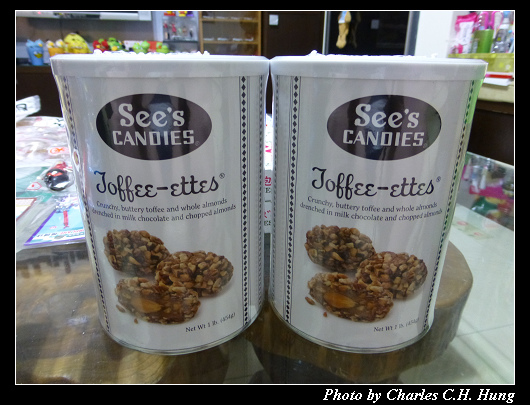 See's
CANDIES®
Toffee-ettes®
Crunchy, buttery toffee and whole almonds
drenched in milk chocolate and chopped almonds
Net Wt 1 lb. (454g)
See's
CANDIES®
Toffee-ettes®
Crunchy, buttery toffee and whole almonds
drenched in milk chocolate and chopped almonds
Net Wt 1 lb. (454g)
Photo by Charles C.H. Hung